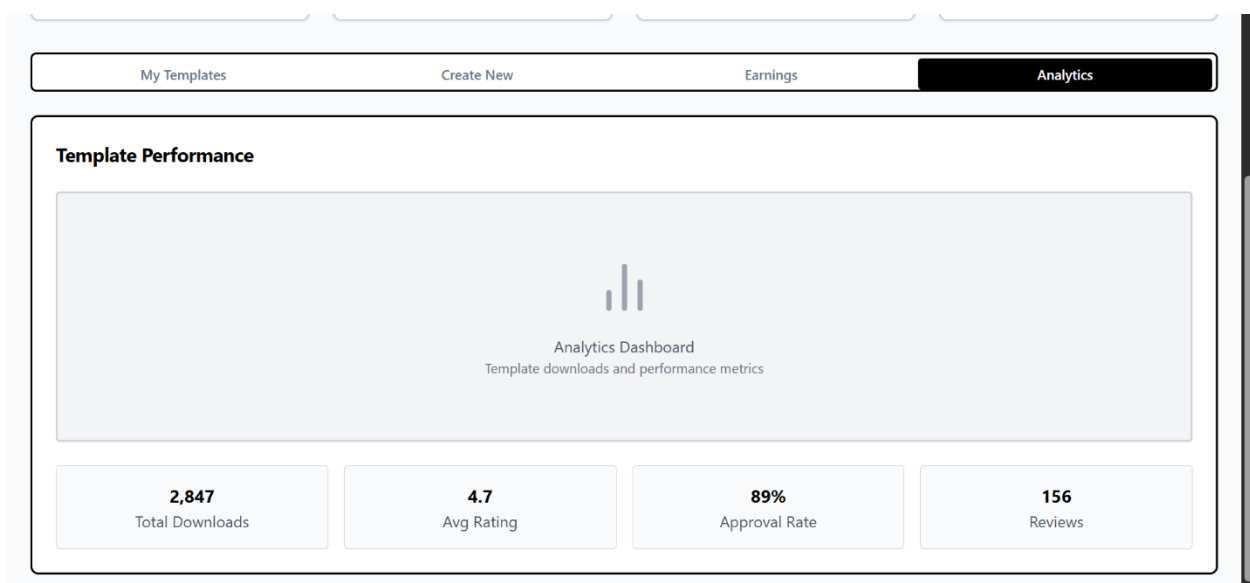 My Templates
Create New
Earnings
Analytics
Template Performance
Analytics Dashboard
Template downloads and performance metrics
2,847
Total Downloads
4.7
Avg Rating
89%
Approval Rate
156
Reviews